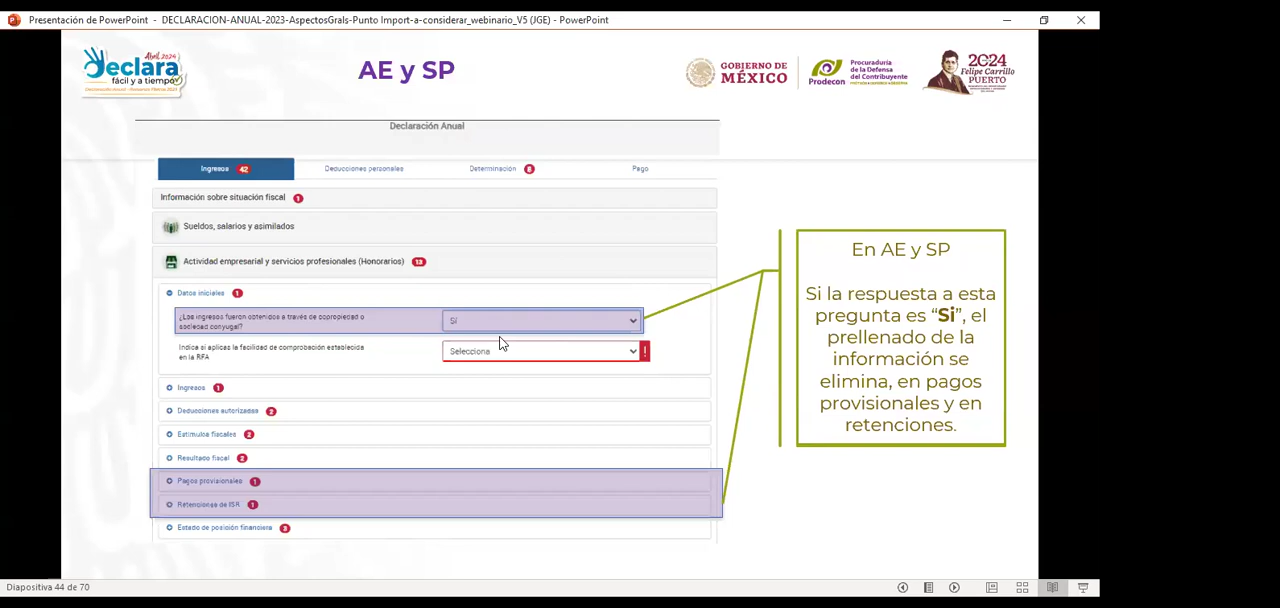 Presentación de PowerPoint - DECLARACION-ANUAL-2023-AspectosGrals-Punto Import-a-considerar_webinario_V5 (JGE) - PowerPoint
Abril 2024
Declara
fácil y a tiempo
AE y SP
GOBIERNO DE
MÉXICO
Prodecon
Procuraduría
de la Defensa
del Contribuyente
2024
Felipe Carrillo
PUERTO
Declaración Anual
Ingresos 42
Deducciones personales
Determinación 8
Pago
Información sobre situación fiscal 1
Sueldos, salarios y asimilados
Actividad empresarial y servicios profesionales (Honorarios) 13
Datos iniciales 1
¿Los ingresos fueron obtenidos a través de copropiedad o
sociedad conyugal?
Sí
Indica si aplicas la facilidad de comprobación establecida
en la RFA
Selecciona
!
Ingresos 1
Deducciones autorizadas 2
Estímulos fiscales 2
Resultado fiscal 2
Pagos provisionales 1
Retenciones de ISR 1
Estado de posición financiera 3
En AE y SP
Si la respuesta a esta
pregunta es “Si”, el
prellenado de la
información se
elimina, en pagos
provisionales y en
retenciones.
Diapositiva 44 de 70